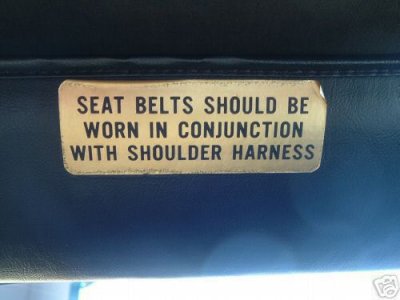 SEAT BELTS SHOULD BE
WORN IN CONJUNCTION
WITH SHOULDER HARNESS